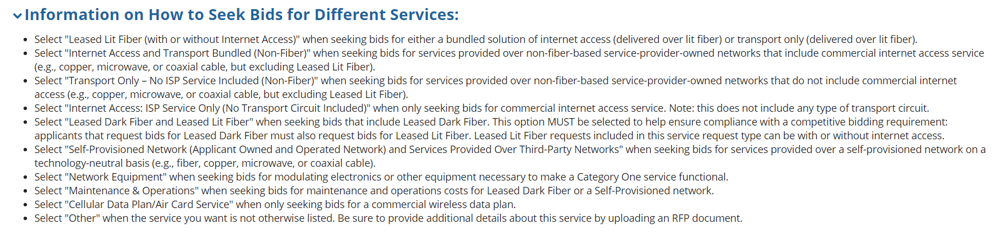 Information on How to Seek Bids for Different Services:
• Select "Leased Lit Fiber (with or without Internet Access)" when seeking bids for either a bundled solution of internet access (delivered over lit fiber) or transport only (delivered over lit fiber).
• Select "Internet Access and Transport Bundled (Non-Fiber)" when seeking bids for services provided over non-fiber-based service-provider-owned networks that include commercial internet access service
(e.g., copper, microwave, or coaxial cable, but excluding Leased Lit Fiber).
• Select "Transport Only – No ISP Service Included (Non-Fiber)" when seeking bids for services provided over non-fiber-based service-provider-owned networks that do not include commercial internet
access (e.g., copper, microwave, or coaxial cable, but excluding Leased Lit Fiber).
• Select "Internet Access: ISP Service Only (No Transport Circuit Included)" when only seeking bids for commercial internet access service. Note: this does not include any type of transport circuit.
• Select "Leased Dark Fiber and Leased Lit Fiber" when seeking bids that include Leased Dark Fiber. This option MUST be selected to help ensure compliance with a competitive bidding requirement:
applicants that request bids for Leased Dark Fiber must also request bids for Leased Lit Fiber. Leased Lit Fiber requests included in this service request type can be with or without internet access.
• Select "Self-Provisioned Network (Applicant Owned and Operated Network) and Services Provided Over Third-Party Networks" when seeking bids for services provided over a self-provisioned network on a
technology-neutral basis (e.g., fiber, copper, microwave, or coaxial cable).
• Select "Network Equipment" when seeking bids for modulating electronics or other equipment necessary to make a Category One service functional.
• Select "Maintenance & Operations" when seeking bids for maintenance and operations costs for Leased Dark Fiber or a Self-Provisioned network.
• Select "Cellular Data Plan/Air Card Service" when only seeking bids for a commercial wireless data plan.
• Select "Other" when the service you want is not otherwise listed. Be sure to provide additional details about this service by uploading an RFP document.